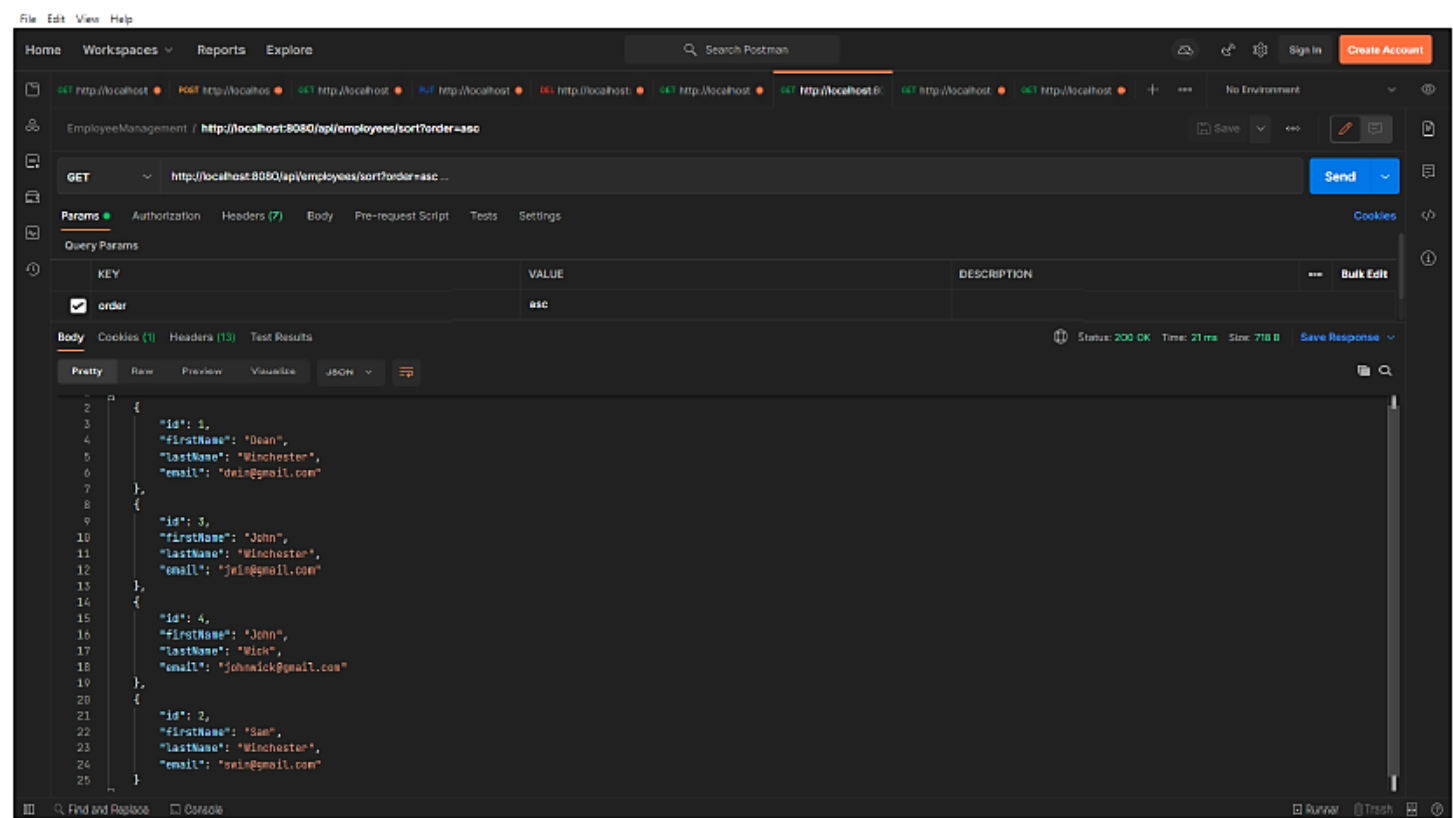 File Edit View Help
Home Workspaces Reports Explore Search Postman Sign In Create Account
GET http://localhost POST http://localhos GET http://localhost PUT http://localhost DEL http://localhost: GET http://localhost GET http://localhost:8 GET http://localhost: GET http://localhost No Environment
EmployeeManagement / http://localhost:8080/api/employees/sort?order=asc Save
GET http://localhost:8080/api/employees/sort?order=asc ... Send
Params Authorization Headers (7) Body Pre-request Script Tests Settings Cookies
Query Params
KEY VALUE DESCRIPTION Bulk Edit
order asc
Body Cookies (1) Headers (13) Test Results Status: 200 OK Time: 21 ms Size: 718 B Save Response
Pretty Raw Preview Visualize JSON
2 {
3 "id": 1,
4 "firstName": "Dean",
5 "lastName": "Winchester",
6 "email": "dwin@gmail.com"
7 },
8 {
9 "id": 3,
10 "firstName": "John",
11 "lastName": "Winchester",
12 "email": "jwin@gmail.com"
13 },
14 {
15 "id": 4,
16 "firstName": "John",
17 "lastName": "Wick",
18 "email": "johnwick@gmail.com"
19 },
20 {
21 "id": 2,
22 "firstName": "Sam",
23 "lastName": "Winchester",
24 "email": "swin@gmail.com"
25 }
Find and Replace Console Runner Trash